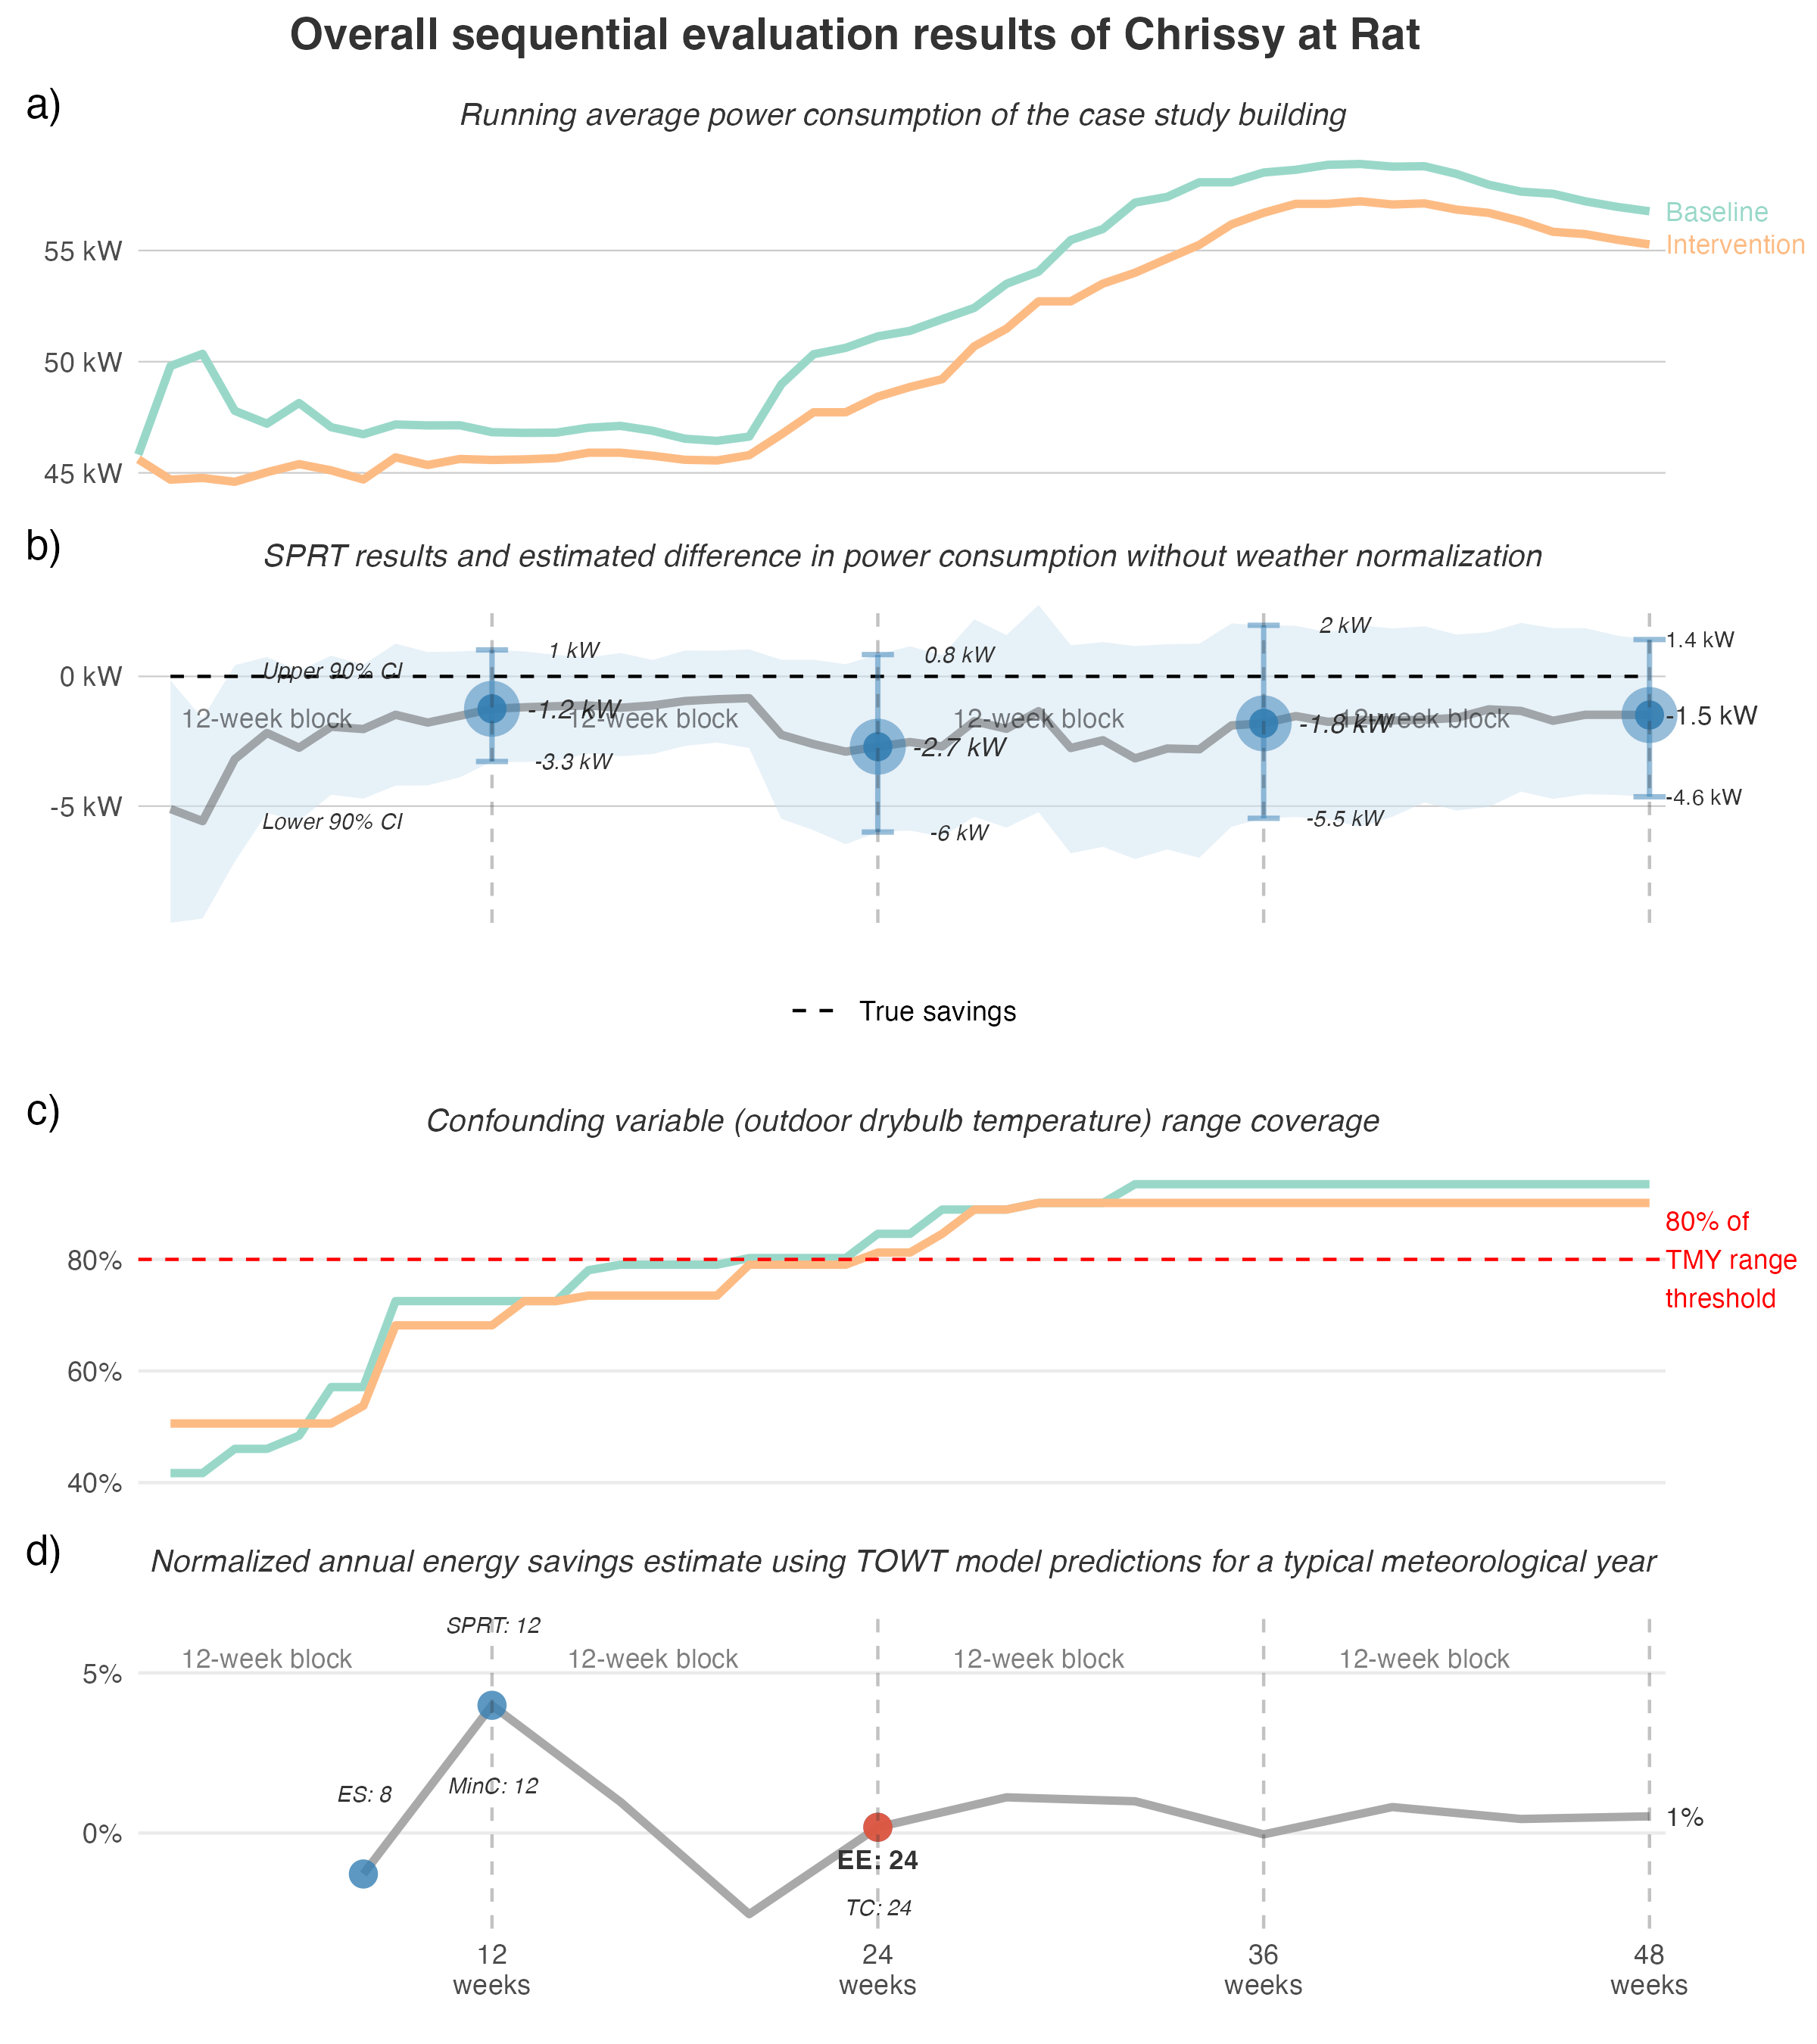 Overall sequential evaluation results of Chrissy at Rat
a)
Running average power consumption of the case study building
55 kW
50 kW
45 kW
Baseline
Intervention
b)
SPRT results and estimated difference in power consumption without weather normalization
0 kW
-5 kW
Upper 90% CI
Lower 90% CI
12-week block
12-week block
12-week block
12-week block
1 kW
-1.2 kW
-3.3 kW
0.8 kW
-2.7 kW
-6 kW
2 kW
-1.8 kW
-5.5 kW
1.4 kW
-1.5 kW
-4.6 kW
True savings
c)
Confounding variable (outdoor drybulb temperature) range coverage
80%
60%
40%
80% of
TMY range
threshold
d)
Normalized annual energy savings estimate using TOWT model predictions for a typical meteorological year
SPRT: 12
12-week block
12-week block
12-week block
12-week block
5%
0%
ES: 8
MinC: 12
EE: 24
TC: 24
1%
12
weeks
24
weeks
36
weeks
48
weeks